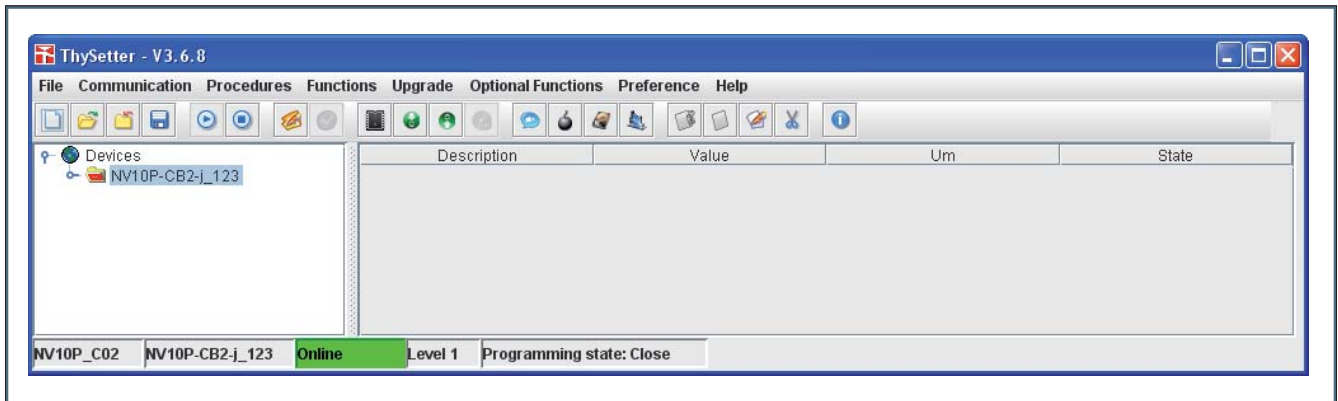 ThySetter - V3.6.8
File Communication Procedures Functions Upgrade Optional Functions Preference Help
Devices
NV10P-CB2-j_123
Description Value Um State
NV10P_C02 NV10P-CB2-j_123 Online Level 1 Programming state: Close